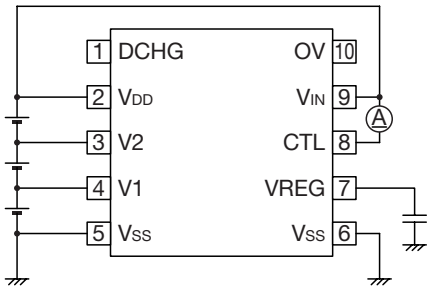 1 DCHG OV 10
2 VDD VIN 9
A
3 V2 CTL 8
4 V1 VREG 7
5 VSS VSS 6